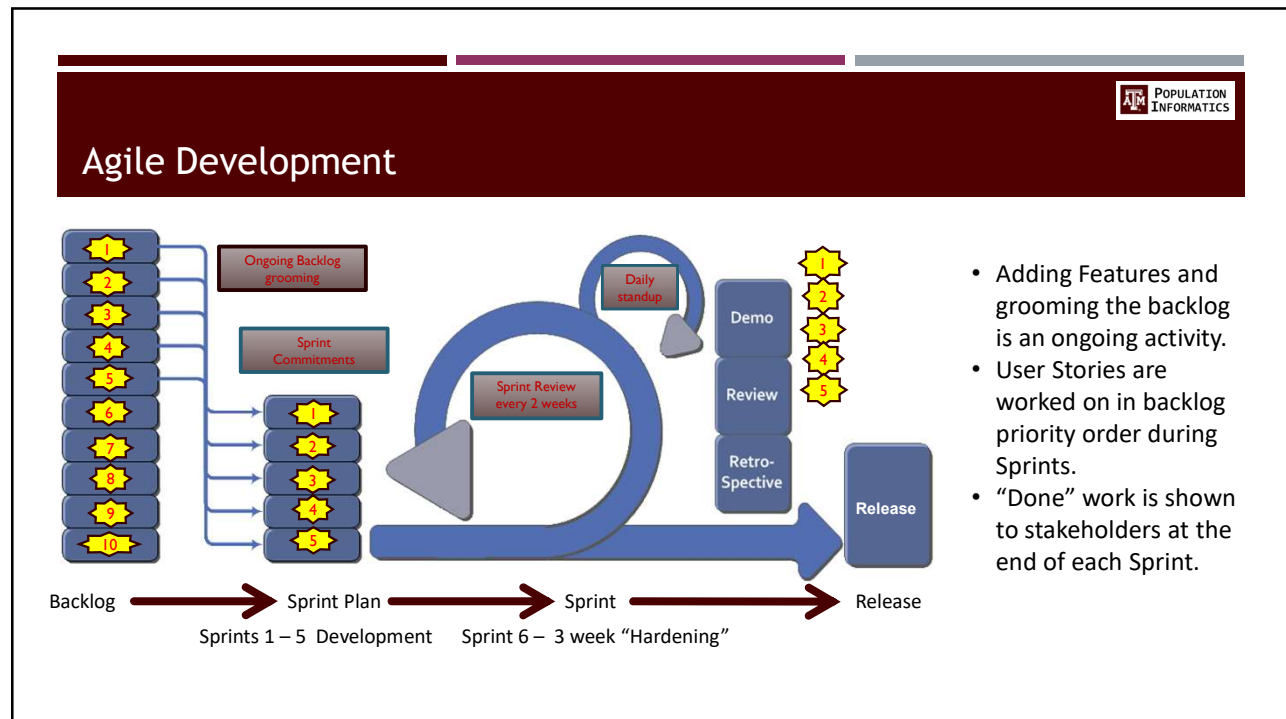 ĀM POPULATION
INFORMATICS
Agile Development
1
2
3
4
5
6
7
8
9
10
Ongoing Backlog
grooming
Sprint
Commitments
1
2
3
4
5
Sprint Review
every 2 weeks
Daily
standup
Demo
Review
Retro-
Spective
1
2
3
4
5
Release
• Adding Features and
grooming the backlog
is an ongoing activity.
• User Stories are
worked on in backlog
priority order during
Sprints.
• “Done” work is shown
to stakeholders at the
end of each Sprint.
Backlog
Sprint Plan
Sprint
Release
Sprints 1 – 5 Development
Sprint 6 – 3 week “Hardening”